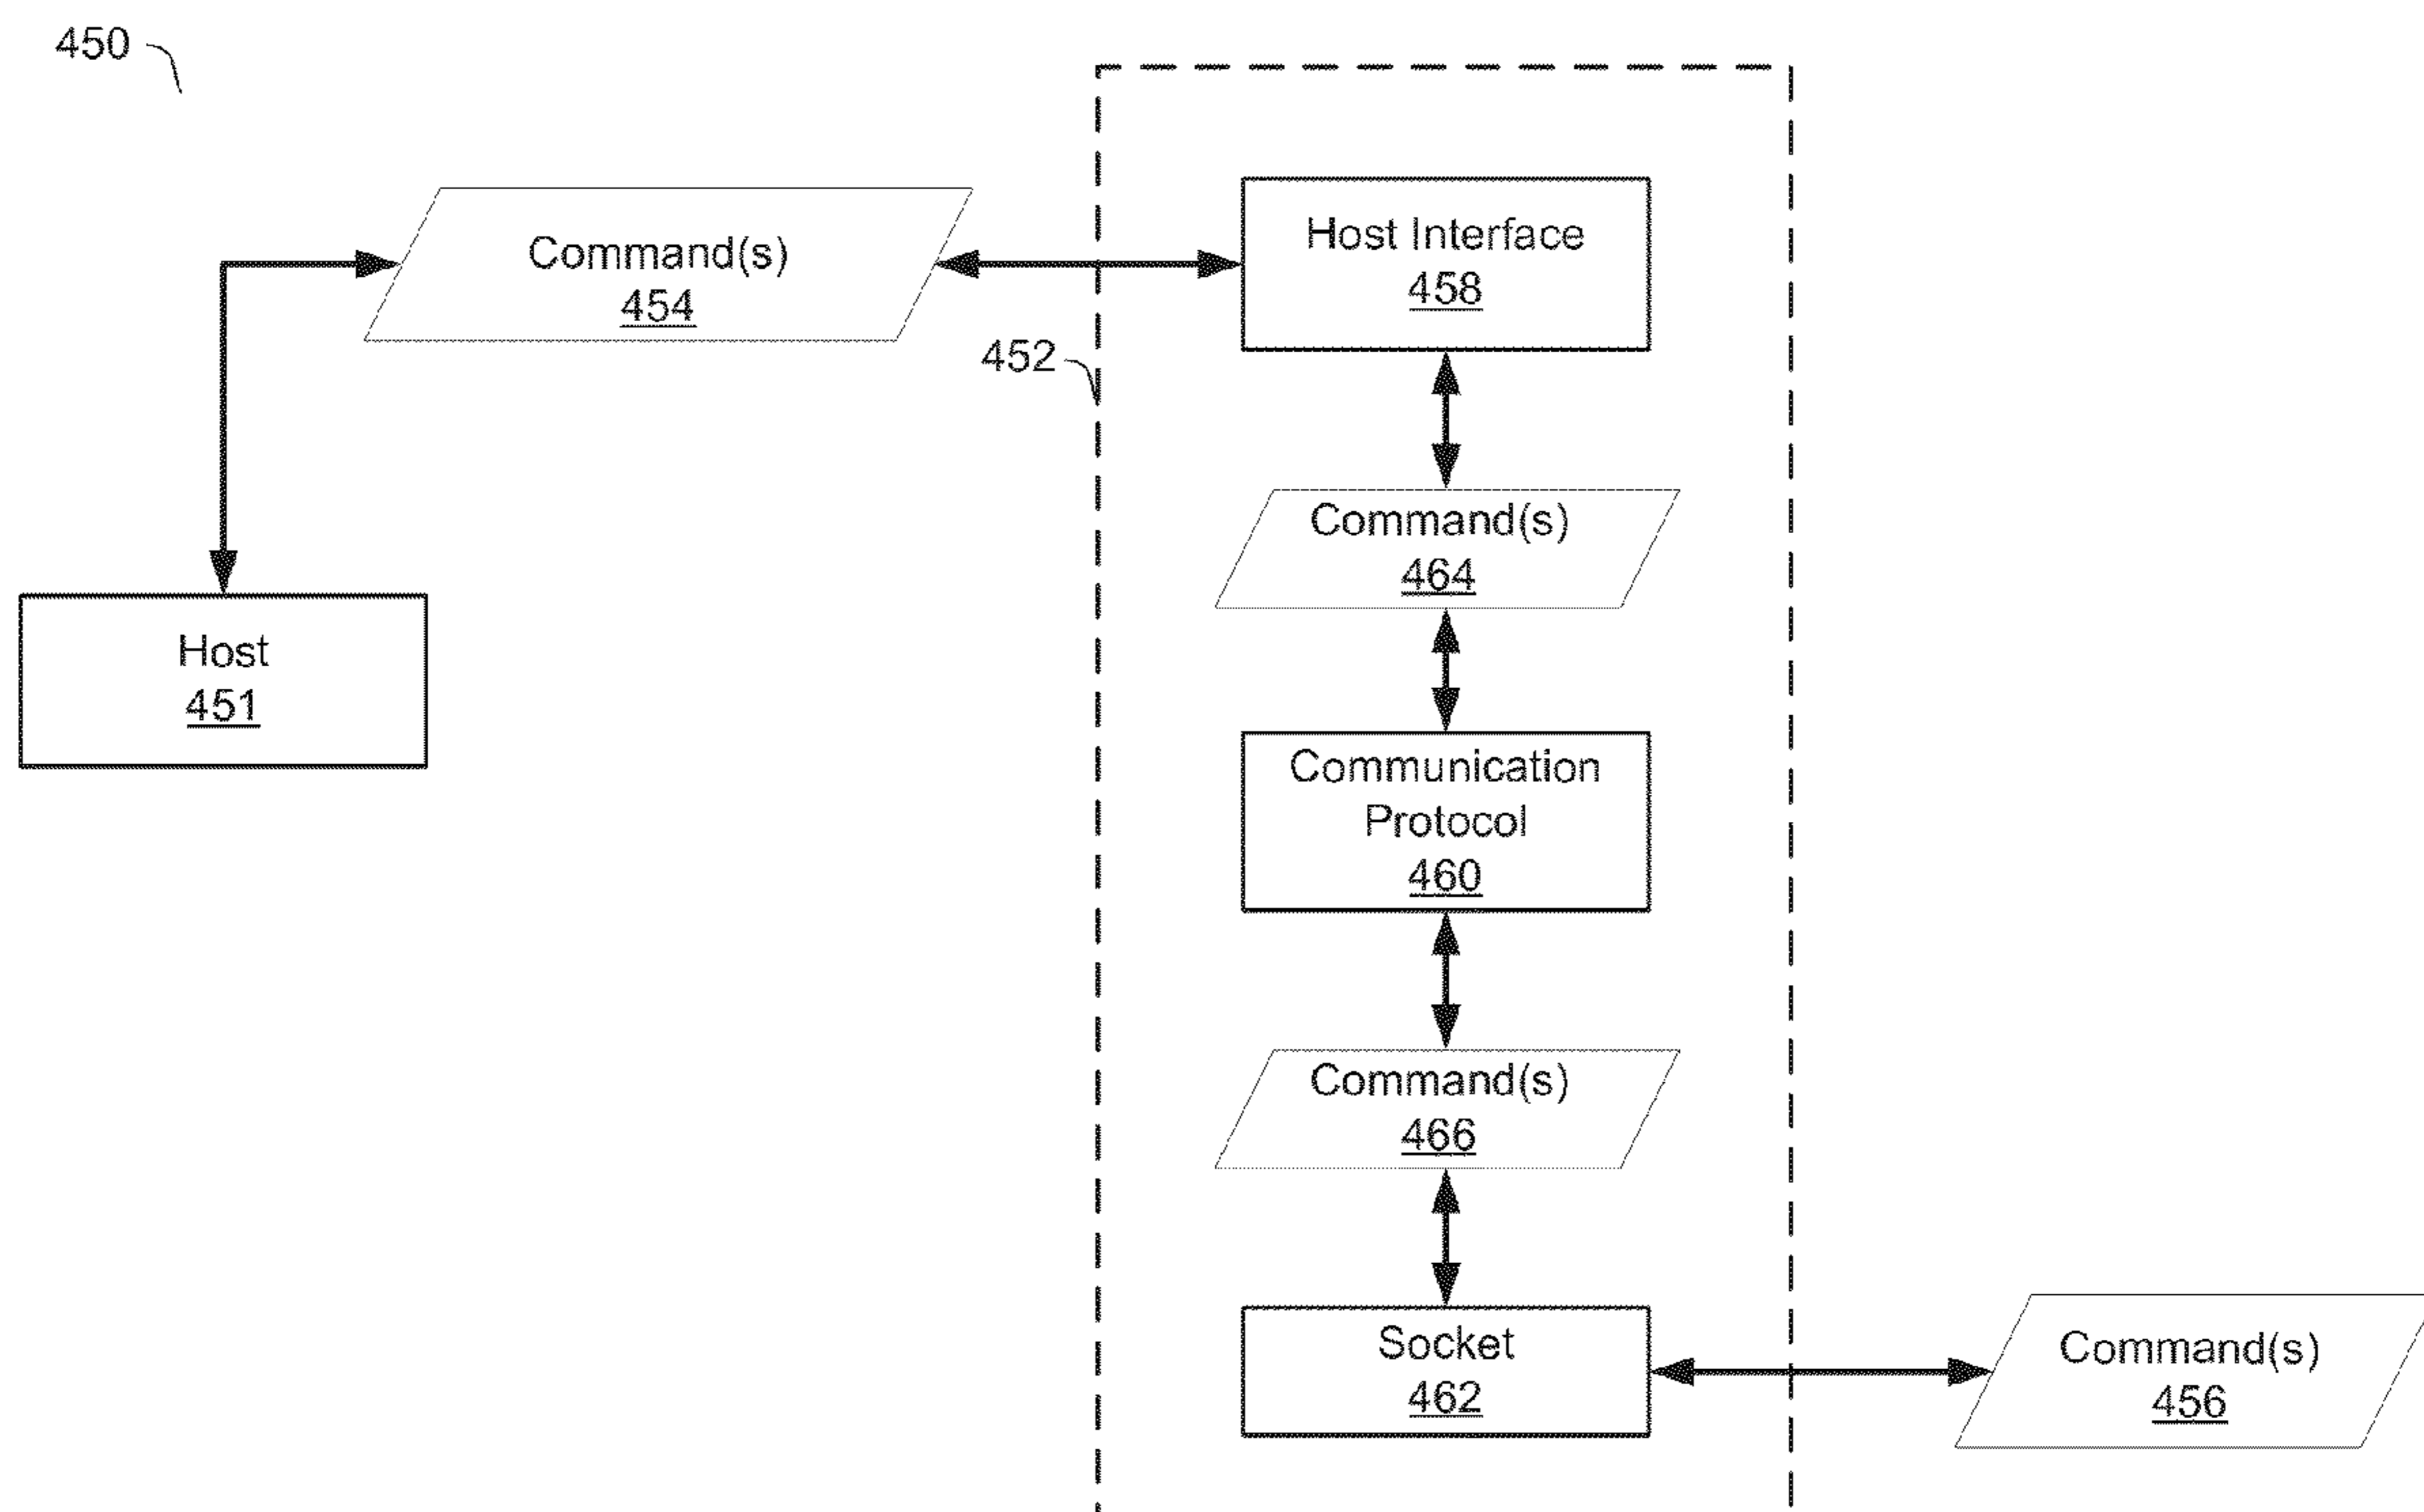 450
Command(s)
454
Host Interface
458
452
Command(s)
464
Host
451
Communication
Protocol
460
Command(s)
466
Socket
462
Command(s)
456